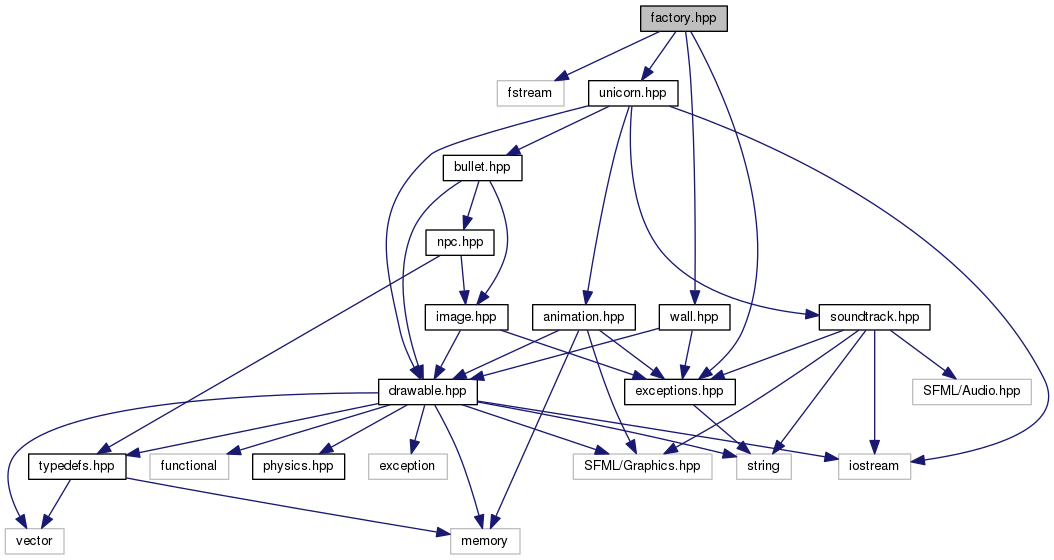 factory.hpp
fstream
unicorn.hpp
bullet.hpp
npc.hpp
image.hpp
animation.hpp
wall.hpp
soundtrack.hpp
drawable.hpp
exceptions.hpp
SFML/Audio.hpp
typedefs.hpp
functional
physics.hpp
exception
SFML/Graphics.hpp
string
iostream
vector
memory